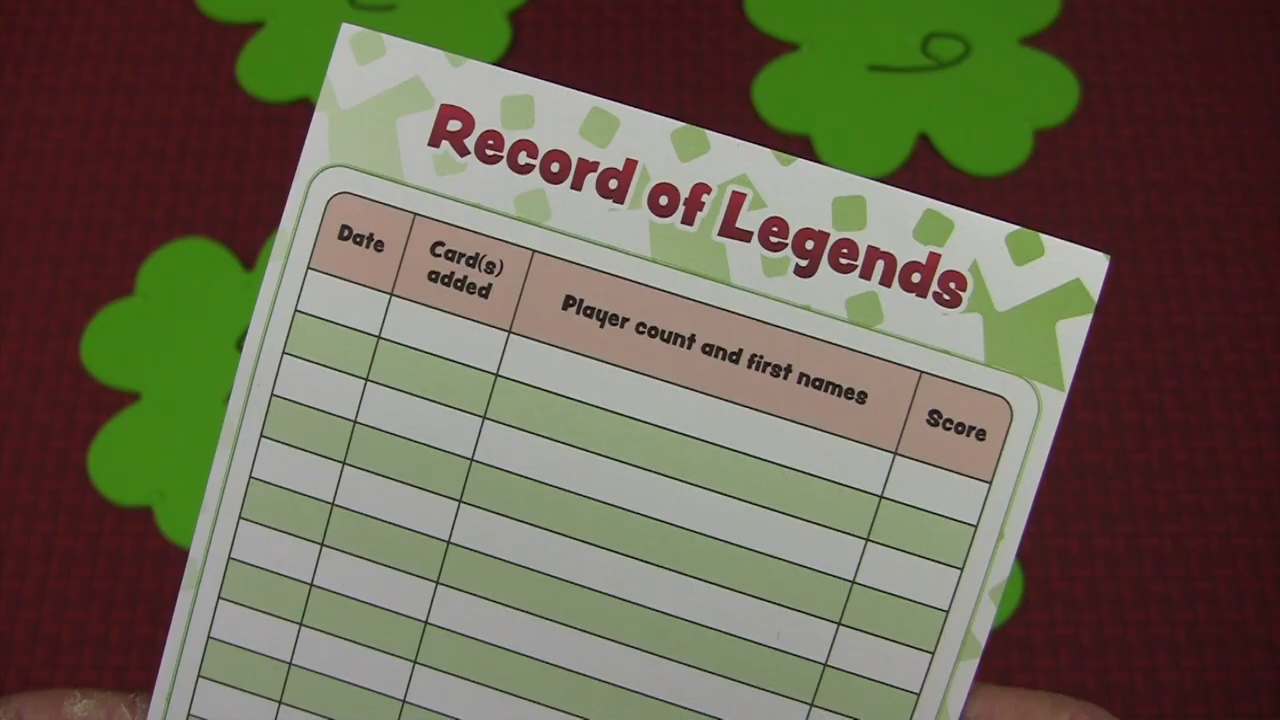 Record of Legends
Date
Card(s)
added
Player count and first names
Score